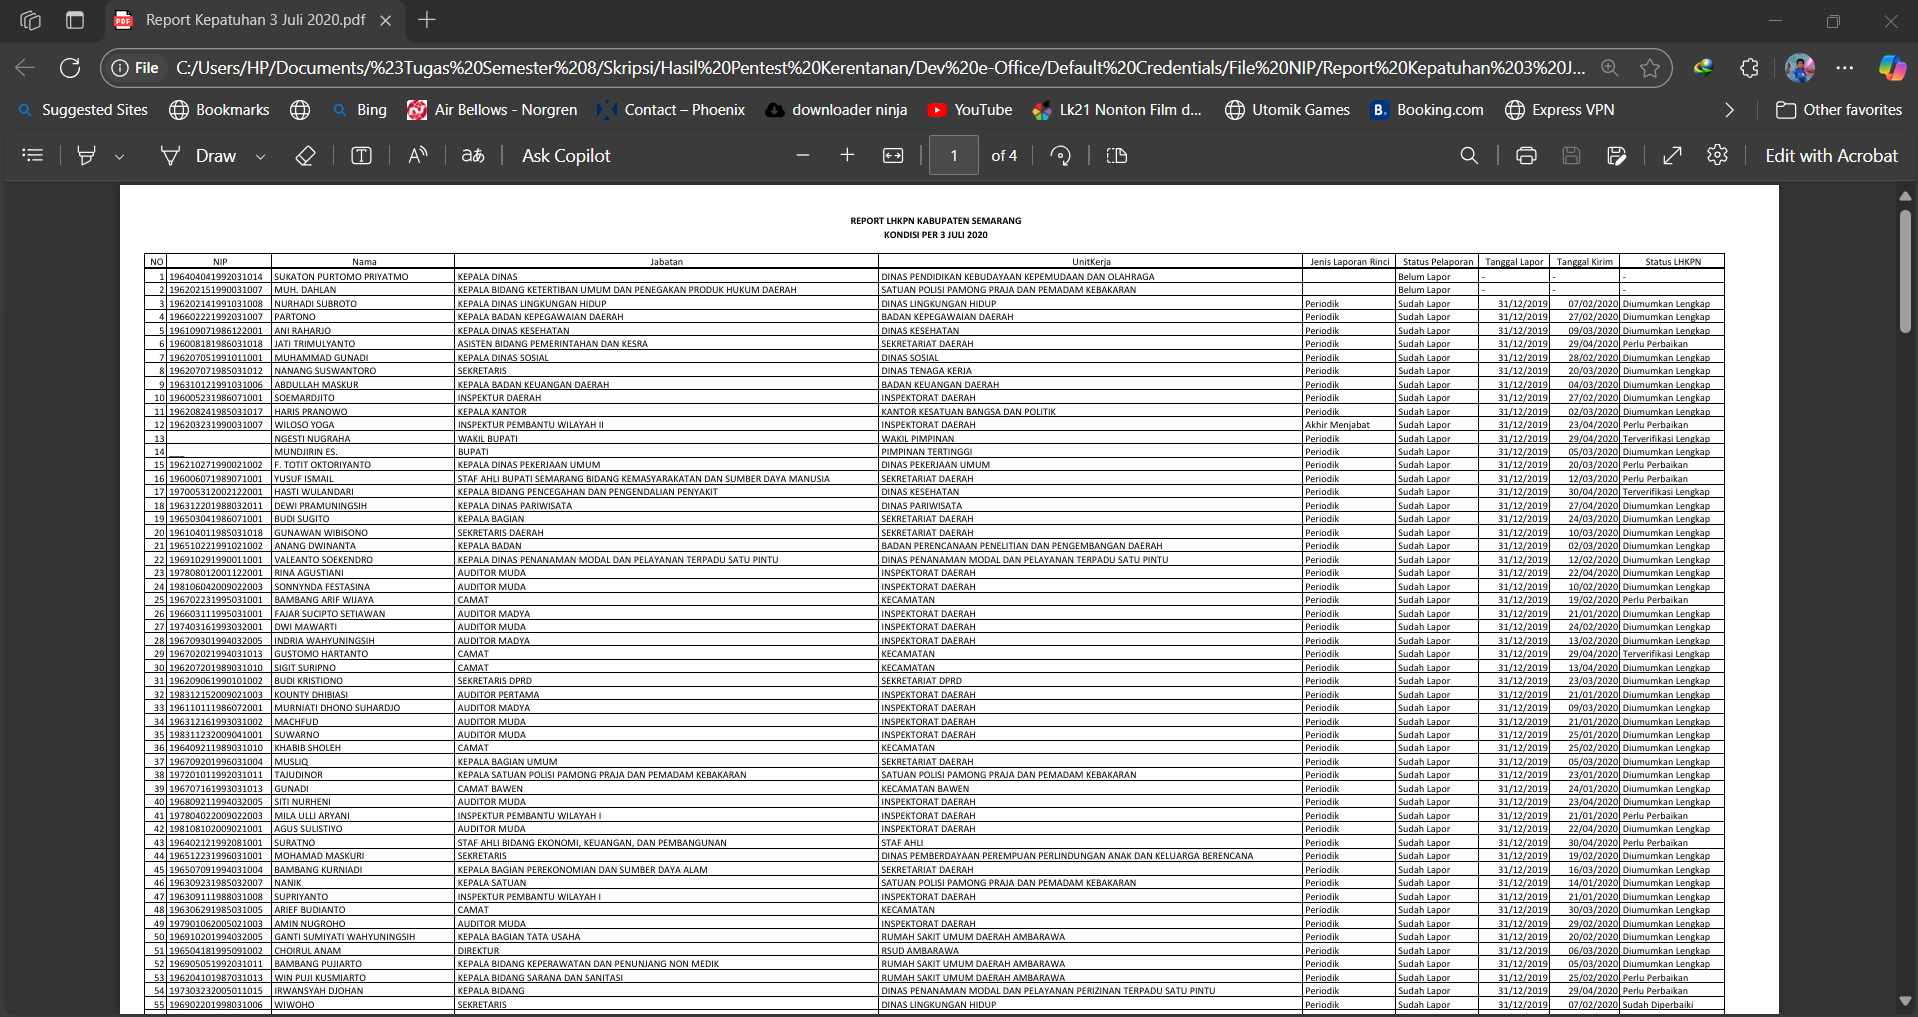 Report Kepatuhan 3 Juli 2020.pdf
File C:/Users/HP/Documents/%23Tugas%20Semester%208/Skripsi/Hasil%20Pentest%20Kerentanan/Dev%20e-Office/Default%20Credentials/File%20NIP/Report%20Kepatuhan%203%20J...
Suggested Sites Bookmarks Bing Air Bellows - Norgren Contact – Phoenix downloader ninja YouTube Lk21 Nonton Film d... Utomik Games Booking.com Express VPN Other favorites
Draw Ask Copilot 1 of 4 Edit with Acrobat
REPORT LHKPN KABUPATEN SEMARANG
KONDISI PER 3 JULI 2020
NO NIP Nama Jabatan UnitKerja Jenis Laporan Rinci Status Pelaporan Tanggal Lapor Tanggal Kirim Status LHKPN
1 196404041992031014 SUKATON PURTOMO PRIYATMO KEPALA DINAS DINAS PENDIDIKAN KEBUDAYAAN KEPEMUDAAN DAN OLAHRAGA Belum Lapor - - -
2 196202151990031007 MUH. DAHLAN KEPALA BIDANG KETERTIBAN UMUM DAN PENEGAKAN PRODUK HUKUM DAERAH SATUAN POLISI PAMONG PRAJA DAN PEMADAM KEBAKARAN Belum Lapor - - -
3 196202141991031008 NURHADI SUBROTO KEPALA DINAS LINGKUNGAN HIDUP DINAS LINGKUNGAN HIDUP Periodik Sudah Lapor 31/12/2019 07/02/2020 Diumumkan Lengkap
4 196602221992031007 PARTONO KEPALA BADAN KEPEGAWAIAN DAERAH BADAN KEPEGAWAIAN DAERAH Periodik Sudah Lapor 31/12/2019 27/02/2020 Diumumkan Lengkap
5 196109071986122001 ANI RAHARJO KEPALA DINAS KESEHATAN DINAS KESEHATAN Periodik Sudah Lapor 31/12/2019 09/03/2020 Diumumkan Lengkap
6 196008181986031018 JATI TRIMULYANTO ASISTEN BIDANG PEMERINTAHAN DAN KESRA SEKRETARIAT DAERAH Periodik Sudah Lapor 31/12/2019 29/04/2020 Perlu Perbaikan
7 196207051991011001 MUHAMMAD GUNADI KEPALA DINAS SOSIAL DINAS SOSIAL Periodik Sudah Lapor 31/12/2019 28/02/2020 Diumumkan Lengkap
8 196207071985031012 NANANG SUSWANTORO SEKRETARIS DINAS TENAGA KERJA Periodik Sudah Lapor 31/12/2019 20/03/2020 Diumumkan Lengkap
9 196310121991031006 ABDULLAH MASKUR KEPALA BADAN KEUANGAN DAERAH BADAN KEUANGAN DAERAH Periodik Sudah Lapor 31/12/2019 04/03/2020 Diumumkan Lengkap
10 196005231986071001 SOEMARDJITO INSPEKTUR DAERAH INSPEKTORAT DAERAH Periodik Sudah Lapor 31/12/2019 27/02/2020 Diumumkan Lengkap
11 196208241985031017 HARIS PRANOWO KEPALA KANTOR KANTOR KESATUAN BANGSA DAN POLITIK Periodik Sudah Lapor 31/12/2019 02/03/2020 Diumumkan Lengkap
12 196203231990031007 WILOSO YOGA INSPEKTUR PEMBANTU WILAYAH II INSPEKTORAT DAERAH Akhir Menjabat Sudah Lapor 31/12/2019 23/04/2020 Perlu Perbaikan
13 NGESTI NUGRAHA WAKIL BUPATI WAKIL PIMPINAN Periodik Sudah Lapor 31/12/2019 29/04/2020 Terverifikasi Lengkap
14 ___ MUNDJIRIN ES. BUPATI PIMPINAN TERTINGGI Periodik Sudah Lapor 31/12/2019 05/03/2020 Diumumkan Lengkap
15 196210271990021002 F. TOTIT OKTORIYANTO KEPALA DINAS PEKERJAAN UMUM DINAS PEKERJAAN UMUM Periodik Sudah Lapor 31/12/2019 20/03/2020 Perlu Perbaikan
16 196006071989071001 YUSUF ISMAIL STAF AHLI BUPATI SEMARANG BIDANG KEMASYARAKATAN DAN SUMBER DAYA MANUSIA SEKRETARIAT DAERAH Periodik Sudah Lapor 31/12/2019 12/03/2020 Perlu Perbaikan
17 197005312002122001 HASTI WULANDARI KEPALA BIDANG PENCEGAHAN DAN PENGENDALIAN PENYAKIT DINAS KESEHATAN Periodik Sudah Lapor 31/12/2019 30/04/2020 Terverifikasi Lengkap
18 196312201988032011 DEWI PRAMUNINGSIH KEPALA DINAS PARIWISATA DINAS PARIWISATA Periodik Sudah Lapor 31/12/2019 27/04/2020 Diumumkan Lengkap
19 196503041986071001 BUDI SUGITO KEPALA BAGIAN SEKRETARIAT DAERAH Periodik Sudah Lapor 31/12/2019 24/03/2020 Diumumkan Lengkap
20 196104011985031018 GUNAWAN WIBISONO SEKRETARIS DAERAH SEKRETARIAT DAERAH Periodik Sudah Lapor 31/12/2019 10/03/2020 Diumumkan Lengkap
21 196510221991021002 ANANG DWINANTA KEPALA BADAN BADAN PERENCANAAN PENELITIAN DAN PENGEMBANGAN DAERAH Periodik Sudah Lapor 31/12/2019 02/03/2020 Diumumkan Lengkap
22 196910291990011001 VALEANTO SOEKENDRO KEPALA DINAS PENANAMAN MODAL DAN PELAYANAN TERPADU SATU PINTU DINAS PENANAMAN MODAL DAN PELAYANAN TERPADU SATU PINTU Periodik Sudah Lapor 31/12/2019 12/02/2020 Diumumkan Lengkap
23 197808012001122001 RINA AGUSTIANI AUDITOR MUDA INSPEKTORAT DAERAH Periodik Sudah Lapor 31/12/2019 22/04/2020 Diumumkan Lengkap
24 198106042009022003 SONNYNDA FESTASINA AUDITOR MUDA INSPEKTORAT DAERAH Periodik Sudah Lapor 31/12/2019 10/02/2020 Diumumkan Lengkap
25 196702231995031001 BAMBANG ARIF WIJAYA CAMAT KECAMATAN Periodik Sudah Lapor 31/12/2019 19/02/2020 Perlu Perbaikan
26 196603111995031001 FAJAR SUCIPTO SETIAWAN AUDITOR MADYA INSPEKTORAT DAERAH Periodik Sudah Lapor 31/12/2019 21/01/2020 Diumumkan Lengkap
27 197403161993032001 DWI MAWARTI AUDITOR MUDA INSPEKTORAT DAERAH Periodik Sudah Lapor 31/12/2019 24/02/2020 Diumumkan Lengkap
28 196709301994032005 INDRIA WAHYUNINGSIH AUDITOR MADYA INSPEKTORAT DAERAH Periodik Sudah Lapor 31/12/2019 13/02/2020 Diumumkan Lengkap
29 196702021994031013 GUSTOMO HARTANTO CAMAT KECAMATAN Periodik Sudah Lapor 31/12/2019 29/04/2020 Terverifikasi Lengkap
30 196207201989031010 SIGIT SURIPNO CAMAT KECAMATAN Periodik Sudah Lapor 31/12/2019 13/04/2020 Diumumkan Lengkap
31 196209061990101002 BUDI KRISTIONO SEKRETARIS DPRD SEKRETARIAT DPRD Periodik Sudah Lapor 31/12/2019 23/03/2020 Diumumkan Lengkap
32 198312152009021003 KOUNTY DHIBIASI AUDITOR PERTAMA INSPEKTORAT DAERAH Periodik Sudah Lapor 31/12/2019 21/01/2020 Diumumkan Lengkap
33 196110111986072001 MURNIATI DHONO SUHARDJO AUDITOR MADYA INSPEKTORAT DAERAH Periodik Sudah Lapor 31/12/2019 09/03/2020 Diumumkan Lengkap
34 196312161993031002 MACHFUD AUDITOR MUDA INSPEKTORAT DAERAH Periodik Sudah Lapor 31/12/2019 21/01/2020 Diumumkan Lengkap
35 198311232009041001 SUWARNO AUDITOR MUDA INSPEKTORAT DAERAH Periodik Sudah Lapor 31/12/2019 25/01/2020 Diumumkan Lengkap
36 196409211989031010 KHABIB SHOLEH CAMAT KECAMATAN Periodik Sudah Lapor 31/12/2019 25/02/2020 Diumumkan Lengkap
37 196709201996031004 MUSLIQ KEPALA BAGIAN UMUM SEKRETARIAT DAERAH Periodik Sudah Lapor 31/12/2019 05/03/2020 Diumumkan Lengkap
38 197201011992031011 TAJUDINOR KEPALA SATUAN POLISI PAMONG PRAJA DAN PEMADAM KEBAKARAN SATUAN POLISI PAMONG PRAJA DAN PEMADAM KEBAKARAN Periodik Sudah Lapor 31/12/2019 23/01/2020 Diumumkan Lengkap
39 196707161993031013 GUNADI CAMAT BAWEN KECAMATAN BAWEN Periodik Sudah Lapor 31/12/2019 24/01/2020 Diumumkan Lengkap
40 196809211994032005 SITI NURHENI AUDITOR MUDA INSPEKTORAT DAERAH Periodik Sudah Lapor 31/12/2019 23/04/2020 Diumumkan Lengkap
41 197804022009022003 MILA ULLI ARYANI INSPEKTUR PEMBANTU WILAYAH I INSPEKTORAT DAERAH Periodik Sudah Lapor 31/12/2019 21/01/2020 Perlu Perbaikan
42 198108102009021001 AGUS SULISTIYO AUDITOR MUDA INSPEKTORAT DAERAH Periodik Sudah Lapor 31/12/2019 22/04/2020 Diumumkan Lengkap
43 196402121992081001 SURATNO STAF AHLI BIDANG EKONOMI, KEUANGAN, DAN PEMBANGUNAN STAF AHLI Periodik Sudah Lapor 31/12/2019 30/04/2020 Perlu Perbaikan
44 196512231996031001 MOHAMAD MASKURI SEKRETARIS DINAS PEMBERDAYAAN PEREMPUAN PERLINDUNGAN ANAK DAN KELUARGA BERENCANA Periodik Sudah Lapor 31/12/2019 19/02/2020 Diumumkan Lengkap
45 196507091994031004 BAMBANG KURNIADI KEPALA BAGIAN PEREKONOMIAN DAN SUMBER DAYA ALAM SEKRETARIAT DAERAH Periodik Sudah Lapor 31/12/2019 16/03/2020 Diumumkan Lengkap
46 196309231985032007 NANIK KEPALA SATUAN SATUAN POLISI PAMONG PRAJA DAN PEMADAM KEBAKARAN Periodik Sudah Lapor 31/12/2019 14/01/2020 Diumumkan Lengkap
47 196309111988031008 SUPRIYANTO INSPEKTUR PEMBANTU WILAYAH I INSPEKTORAT DAERAH Periodik Sudah Lapor 31/12/2019 21/01/2020 Diumumkan Lengkap
48 196306291985031005 ARIEF BUDIANTO CAMAT KECAMATAN Periodik Sudah Lapor 31/12/2019 30/03/2020 Diumumkan Lengkap
49 197901062005021003 AMIN NUGROHO AUDITOR MUDA INSPEKTORAT DAERAH Periodik Sudah Lapor 31/12/2019 29/02/2020 Diumumkan Lengkap
50 196910201994032005 GANTI SUMIYATI WAHYUNINGSIH KEPALA BAGIAN TATA USAHA RUMAH SAKIT UMUM DAERAH AMBARAWA Periodik Sudah Lapor 31/12/2019 20/02/2020 Diumumkan Lengkap
51 196504181995091002 CHOIRUL ANAM DIREKTUR RSUD AMBARAWA Periodik Sudah Lapor 31/12/2019 06/03/2020 Diumumkan Lengkap
52 196905051992031011 BAMBANG PUJIARTO KEPALA BIDANG KEPERAWATAN DAN PENUNJANG NON MEDIK RUMAH SAKIT UMUM DAERAH AMBARAWA Periodik Sudah Lapor 31/12/2019 05/03/2020 Diumumkan Lengkap
53 196204101987031013 WIN PUJI KUSMIARTO KEPALA BIDANG SARANA DAN SANITASI RUMAH SAKIT UMUM DAERAH AMBARAWA Periodik Sudah Lapor 31/12/2019 25/02/2020 Perlu Perbaikan
54 197303232005011015 IRWANSYAH DJOHAN KEPALA BIDANG DINAS PENANAMAN MODAL DAN PELAYANAN PERIZINAN TERPADU SATU PINTU Periodik Sudah Lapor 31/12/2019 29/04/2020 Perlu Perbaikan
55 196902201998031006 WIWOHO SEKRETARIS DINAS LINGKUNGAN HIDUP Periodik Sudah Lapor 31/12/2019 07/02/2020 Sudah Diperbaiki